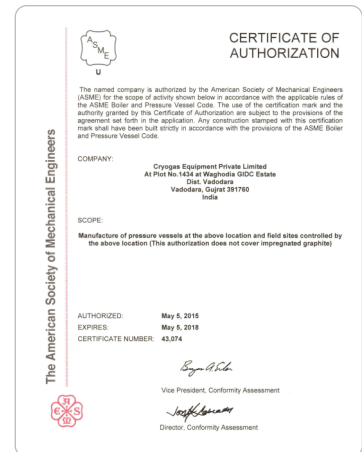 ASME
U
CERTIFICATE OF
AUTHORIZATION
The named company is authorized by the American Society of Mechanical Engineers
(ASME) for the scope of activity shown below in accordance with the applicable rules of
the ASME Boiler and Pressure Vessel Code. The use of the certification mark and the
authority granted by this Certificate of Authorization are subject to the provisions of the
agreement set forth in the application. Any construction stamped with this certification
mark shall have been built strictly in accordance with the provisions of the ASME Boiler
and Pressure Vessel Code.
COMPANY:
Cryogas Equipment Private Limited
At Plot No.1434 at Waghodia GIDC Estate
Dist. Vadodara
Vadodara, Gujrat 391760
India
SCOPE:
Manufacture of pressure vessels at the above location and field sites controlled by
the above location (This authorization does not cover impregnated graphite)
AUTHORIZED: May 5, 2015
EXPIRES: May 5, 2018
CERTIFICATE NUMBER: 43,074
Vice President, Conformity Assessment
Director, Conformity Assessment
The American Society of Mechanical Engineers